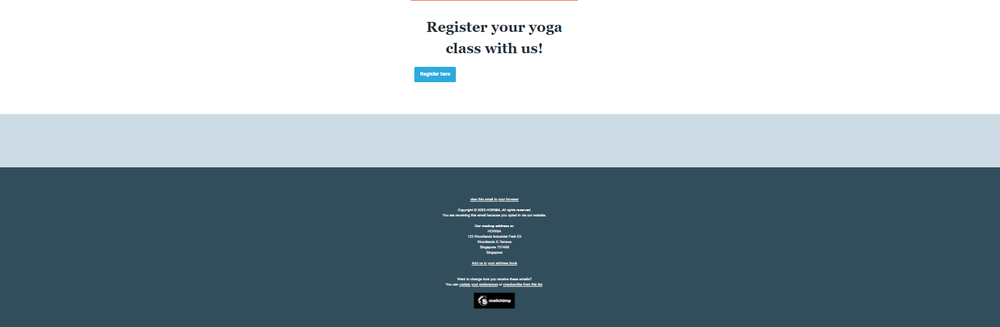 Register your yoga
class with us!
Register here
view this email in your browser
Copyright © 2023 HORIBA, All rights reserved.
You are receiving this email because you opted in via our website.
Our mailing address is:
HORIBA
123 Woodlands Industrial Park E5
Woodlands E-Terrace
Singapore 757498
Singapore
Add us to your address book
Want to change how you receive these emails?
You can update your preferences or unsubscribe from this list.
mailchimp